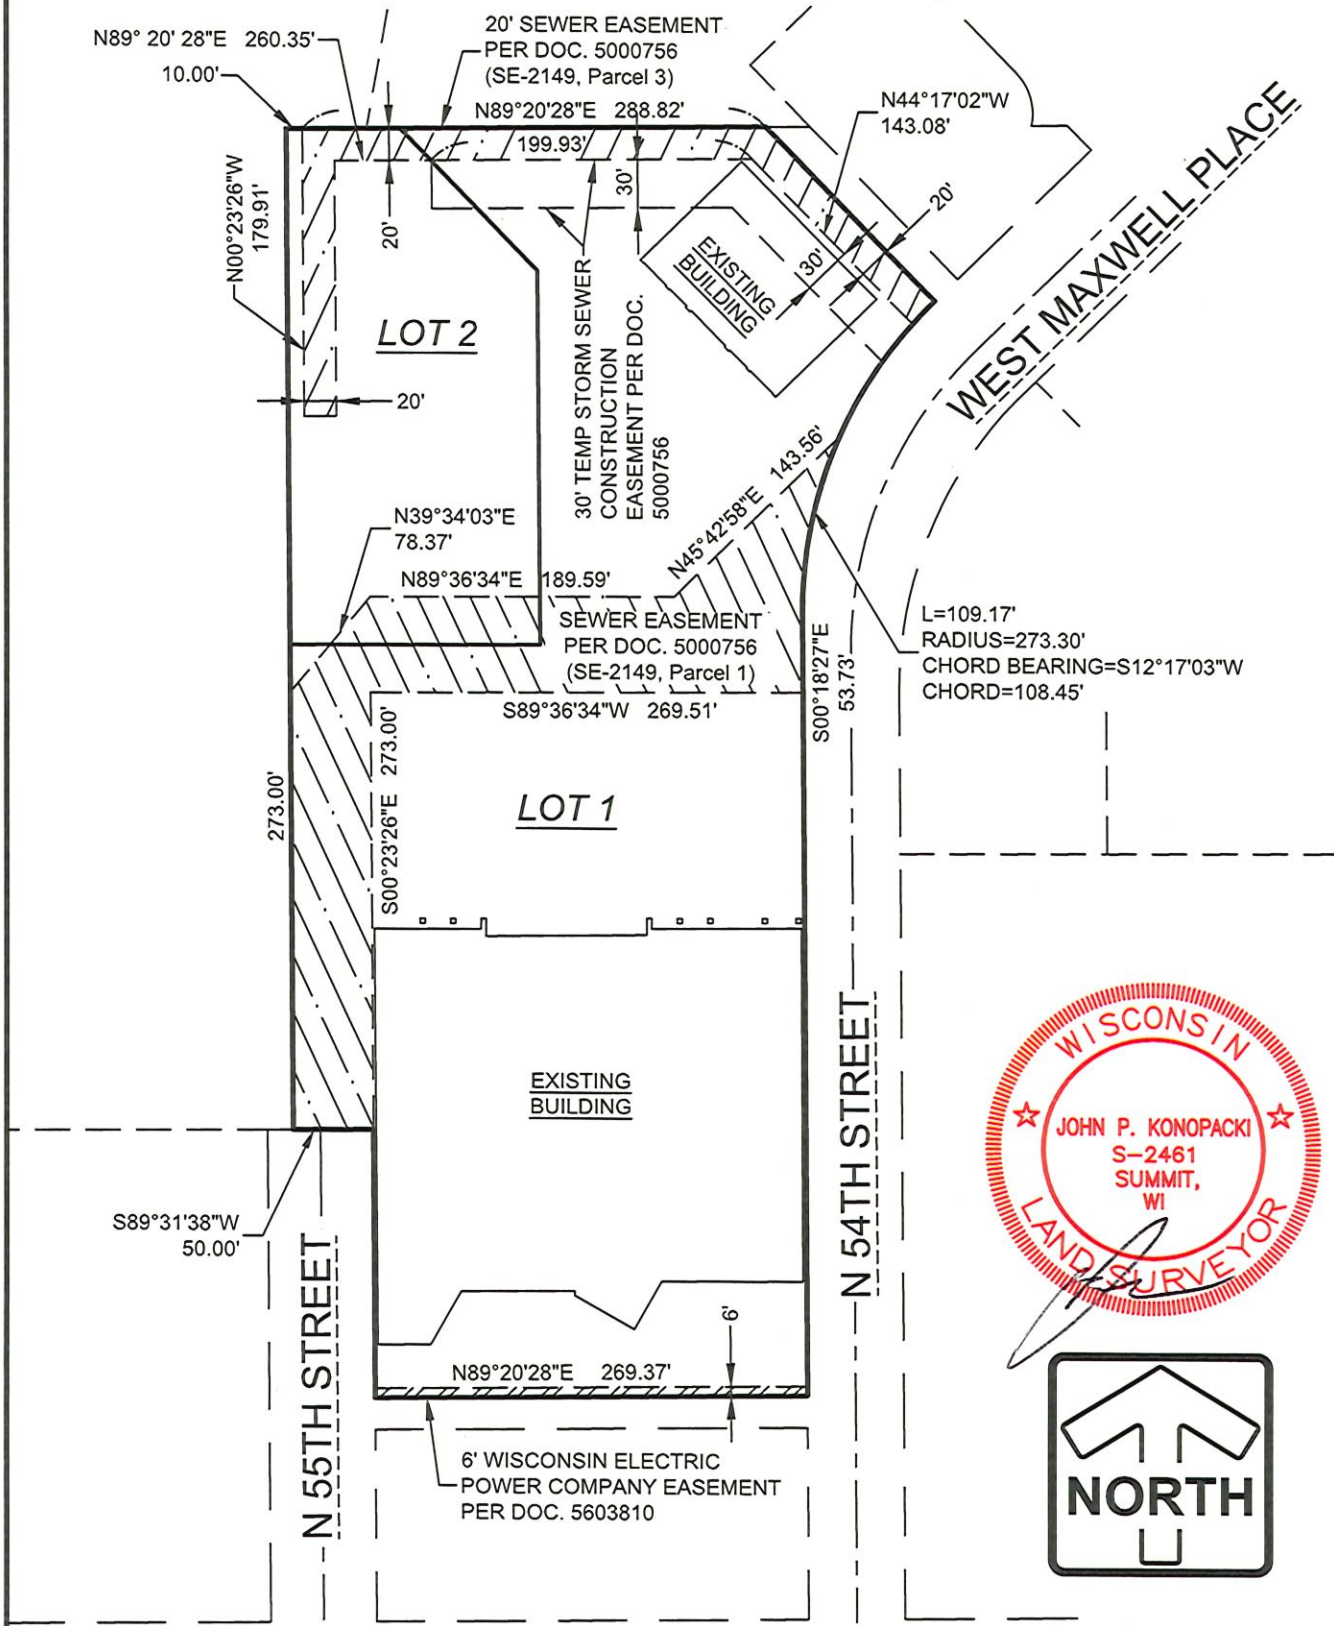 N89° 20' 28"E 260.35'
10.00'
20' SEWER EASEMENT
PER DOC. 5000756
(SE-2149, Parcel 3)
N89°20'28"E 288.82'
199.93'
N44°17'02"W
143.08'
WEST MAXWELL PLACE
N00°23'26"W
179.91'
20'
30'
20'
30'
EXISTING
BUILDING
LOT 2
20'
30' TEMP STORM SEWER
CONSTRUCTION
EASEMENT PER DOC.
5000756
N45°42'58"E 143.56'
N39°34'03"E
78.37'
N89°36'34"E 189.59'
SEWER EASEMENT
PER DOC. 5000756
(SE-2149, Parcel 1)
S89°36'34"W 269.51'
S00°18'27"E
53.73'
L=109.17'
RADIUS=273.30'
CHORD BEARING=S12°17'03"W
CHORD=108.45'
273.00'
S00°23'26"E 273.00'
LOT 1
EXISTING
BUILDING
N 54TH STREET
S89°31'38"W
50.00'
N 55TH STREET
N89°20'28"E 269.37'
6'
6' WISCONSIN ELECTRIC
POWER COMPANY EASEMENT
PER DOC. 5603810
WISCONSIN
JOHN P. KONOPACKI
S-2461
SUMMIT,
WI
LAND SURVEYOR
NORTH